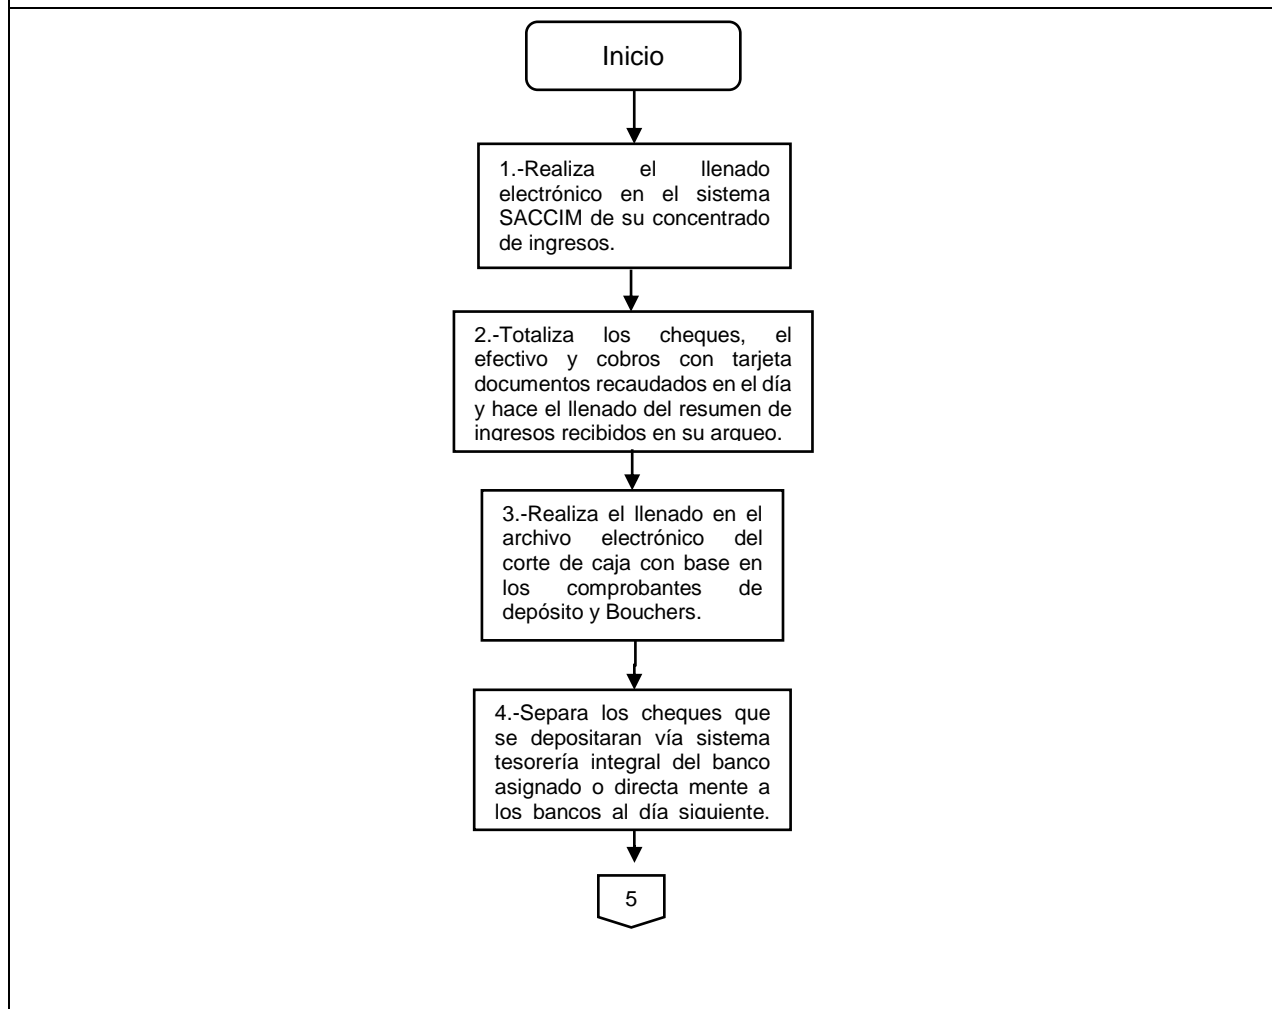 Inicio
1.-Realiza el llenado
electrónico en el sistema
SACCIM de su concentrado
de ingresos.
2.-Totaliza los cheques, el
efectivo y cobros con tarjeta
documentos recaudados en el día
y hace el llenado del resumen de
ingresos recibidos en su arqueo.
3.-Realiza el llenado en el
archivo electrónico del
corte de caja con base en
los comprobantes de
depósito y Bouchers.
4.-Separa los cheques que
se depositaran vía sistema
tesorería integral del banco
asignado o directa mente a
los bancos al día siguiente.
5